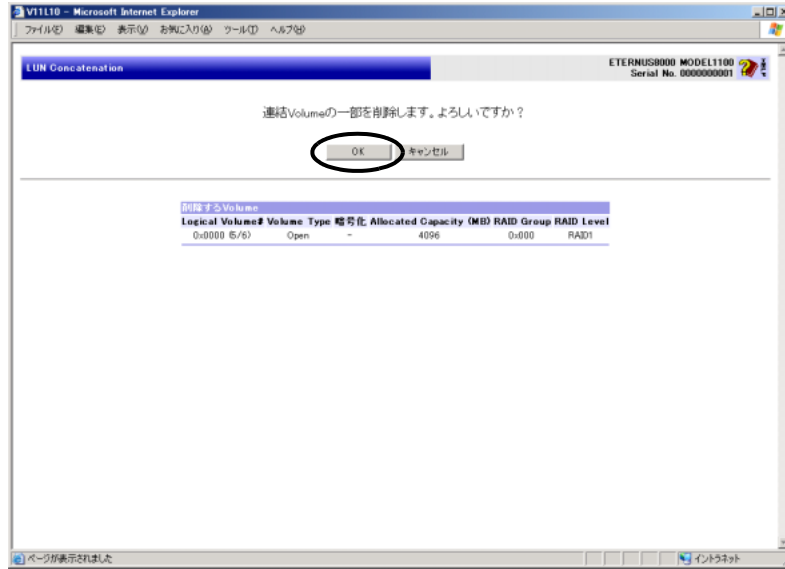 V11L10 - Microsoft Internet Explorer
ファイル(F) 編集(E) 表示(V) お気に入り(A) ツール(T) ヘルプ(H)
LUN Concatenation
ETERNUS8000 MODEL1100
Serial No. 0000000001
連結Volumeの一部を削除します。よろしいですか?
OK キャンセル
削除するVolume
Logical Volume# Volume Type 暗号化 Allocated Capacity (MB) RAID Group RAID Level
0x0000 (5/6) Open - 4096 0x000 RAID1
ページが表示されました
イントラネット